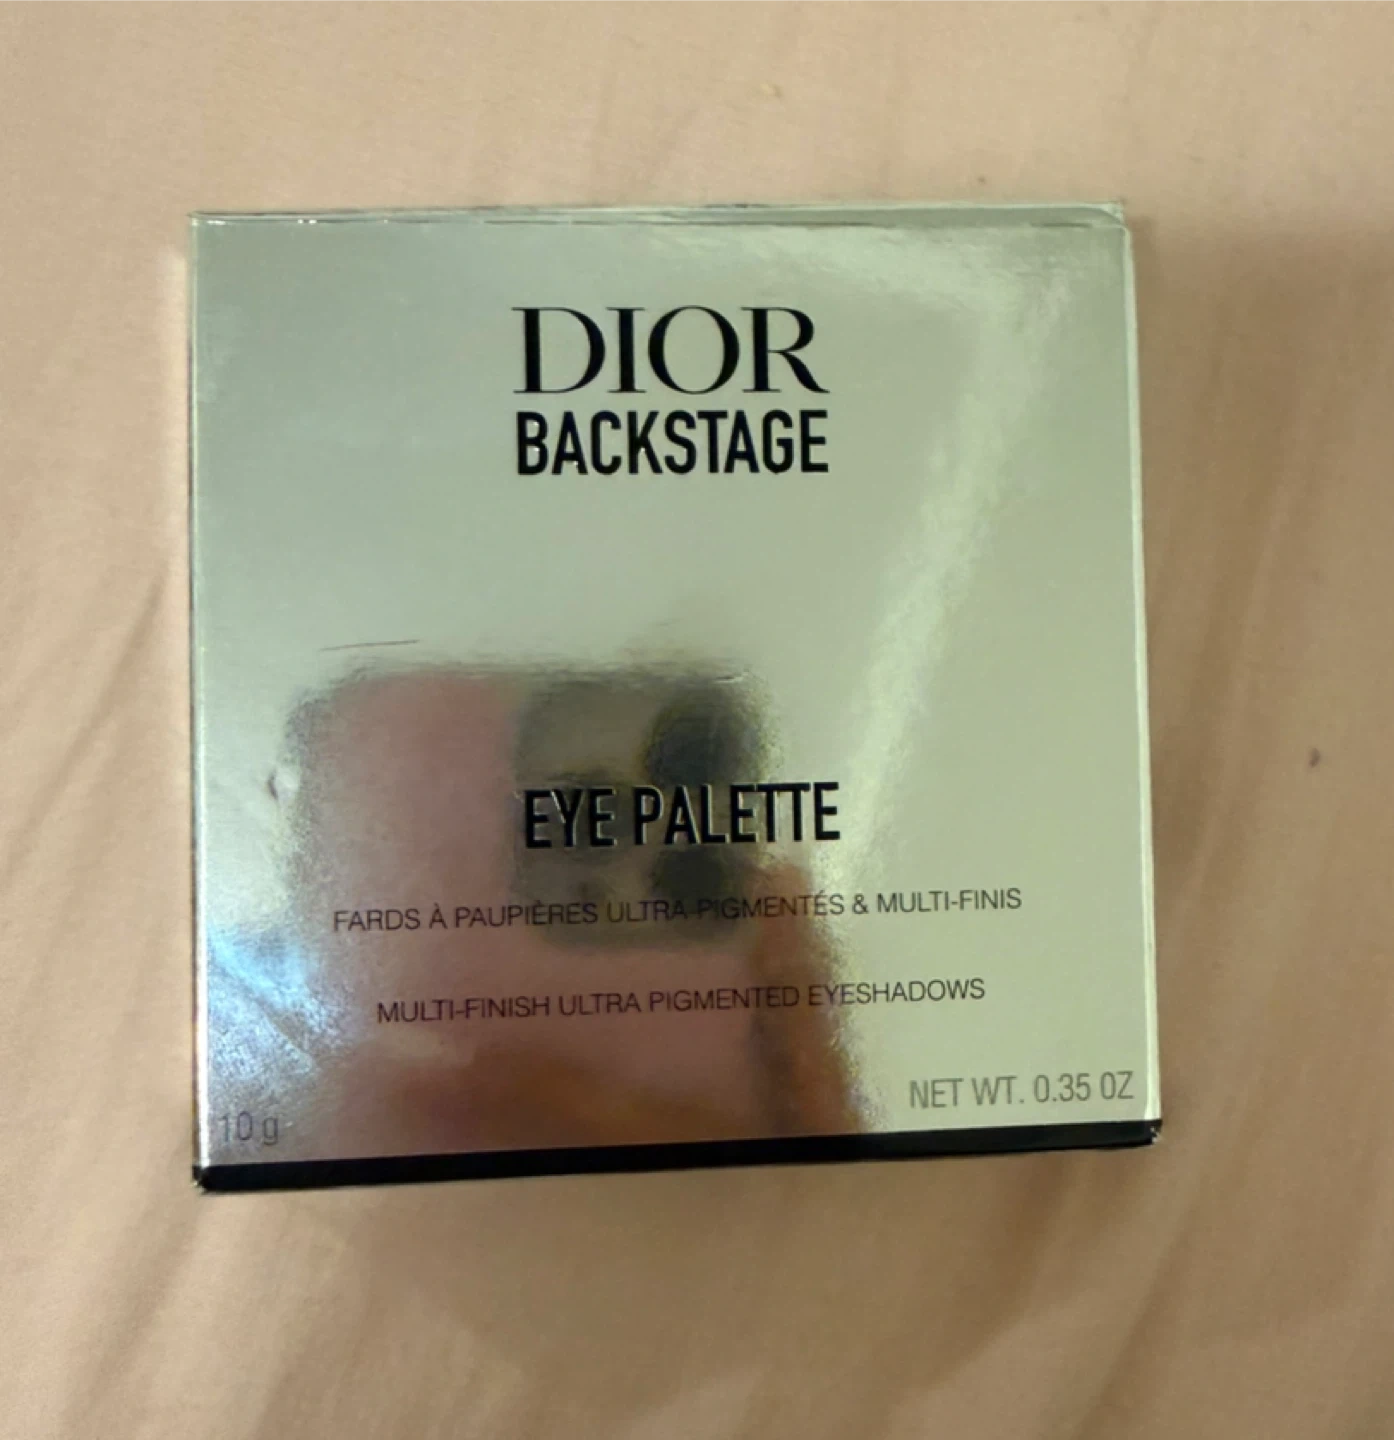 DIOR
BACKSTAGE
EYE PALETTE
FARDS À PAUPIÈRES ULTRA-PIGMENTÉS & MULTI-FINIS
MULTI-FINISH ULTRA PIGMENTED EYESHADOWS
10 g
NET WT. 0.35 OZ